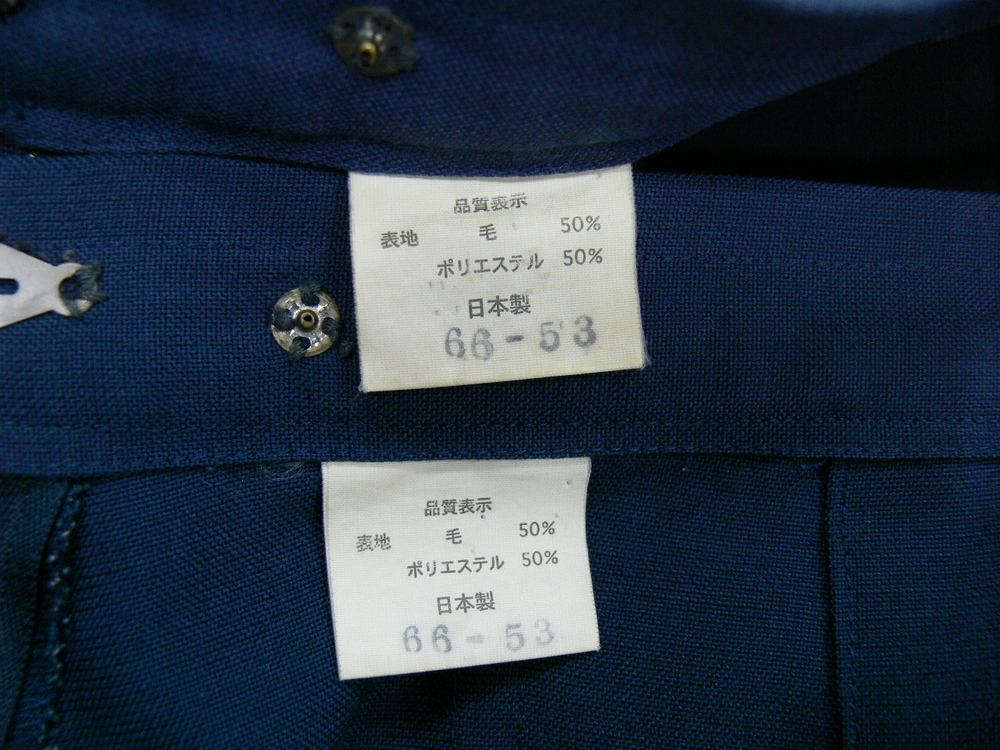 品質表示
表地 毛 50%
ポリエステル 50%
日本製
66-53
品質表示
表地 毛 50%
ポリエステル 50%
日本製
66-53